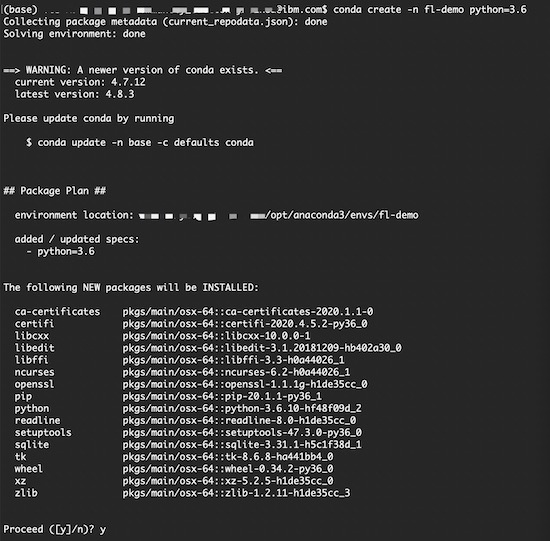 (base) ibm.com$ conda create -n fl-demo python=3.6
Collecting package metadata (current_repodata.json): done
Solving environment: done
==> WARNING: A newer version of conda exists. <==
current version: 4.7.12
latest version: 4.8.3
Please update conda by running
$ conda update -n base -c defaults conda
## Package Plan ##
environment location: /opt/anaconda3/envs/fl-demo
added / updated specs:
- python=3.6
The following NEW packages will be INSTALLED:
ca-certificates pkgs/main/osx-64::ca-certificates-2020.1.1-0
certifi pkgs/main/osx-64::certifi-2020.4.5.2-py36_0
libcxx pkgs/main/osx-64::libcxx-10.0.0-1
libedit pkgs/main/osx-64::libedit-3.1.20181209-hb402a30_0
libffi pkgs/main/osx-64::libffi-3.3-h0a44026_1
ncurses pkgs/main/osx-64::ncurses-6.2-h0a44026_1
openssl pkgs/main/osx-64::openssl-1.1.1g-h1de35cc_0
pip pkgs/main/osx-64::pip-20.1.1-py36_1
python pkgs/main/osx-64::python-3.6.10-hf48f09d_2
readline pkgs/main/osx-64::readline-8.0-h1de35cc_0
setuptools pkgs/main/osx-64::setuptools-47.3.0-py36_0
sqlite pkgs/main/osx-64::sqlite-3.31.1-h5c1f38d_1
tk pkgs/main/osx-64::tk-8.6.8-ha441bb4_0
wheel pkgs/main/osx-64::wheel-0.34.2-py36_0
xz pkgs/main/osx-64::xz-5.2.5-h1de35cc_0
zlib pkgs/main/osx-64::zlib-1.2.11-h1de35cc_3
Proceed ([y]/n)? y